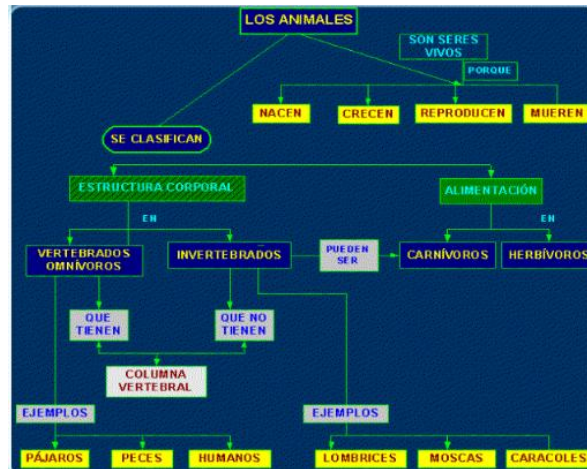 LOS ANIMALES
SON SERES
VIVOS
PORQUE
NACEN
CRECEN
REPRODUCEN
MUEREN
SE CLASIFICAN
ESTRUCTURA CORPORAL
ALIMENTACIÓN
EN
EN
VERTEBRADOS
OMNÍVOROS
INVERTEBRADOS
PUEDEN
SER
CARNÍVOROS
HERBÍVOROS
QUE
TIENEN
QUE NO
TIENEN
COLUMNA
VERTEBRAL
EJEMPLOS
EJEMPLOS
PÁJAROS
PECES
HUMANOS
LOMBRICES
MOSCAS
CARACOLES